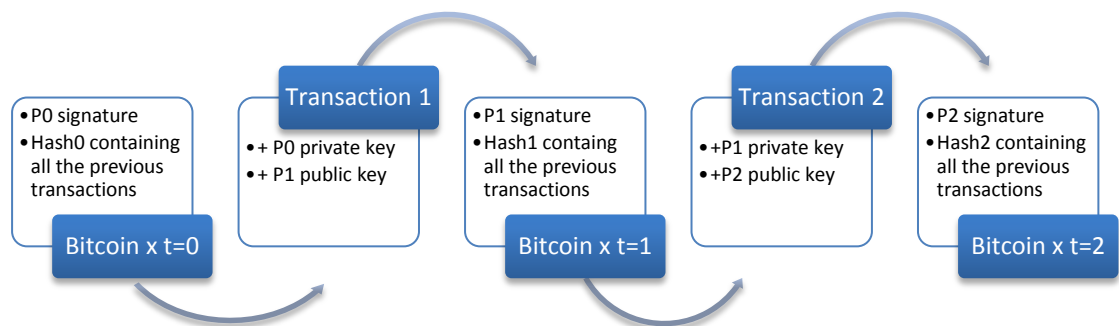 • P0 signature
• Hash0 containing
all the previous
transactions
Bitcoin x t=0
Transaction 1
• + P0 private key
• + P1 public key
• P1 signature
• Hash1 containg
all the previous
transactions
Bitcoin x t=1
Transaction 2
• +P1 private key
• +P2 public key
• P2 signature
• Hash2 containing
all the previous
transactions
Bitcoin x t=2